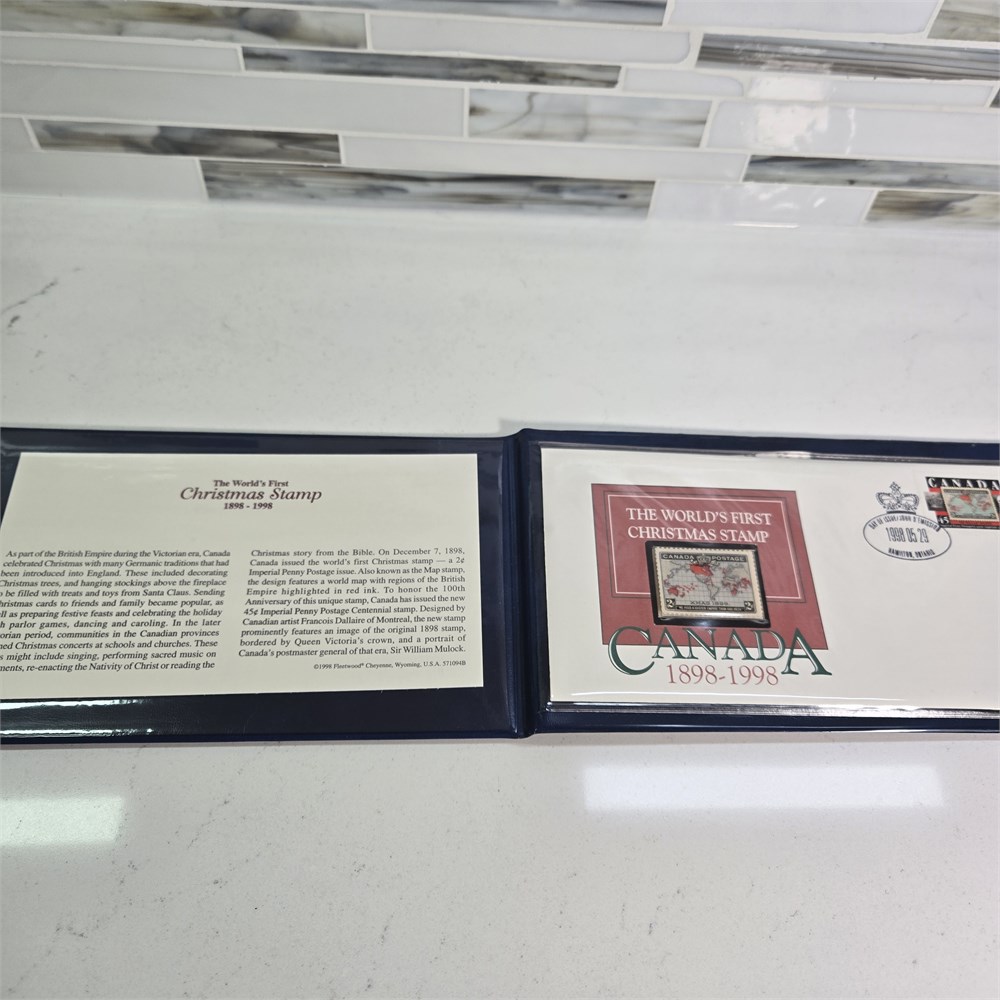 The World's First
Christmas Stamp
1898 - 1998
As part of the British Empire during the Victorian era, Canada
celebrated Christmas with many Germanic traditions that had
been introduced into England. These included decorating
Christmas trees, and hanging stockings above the fireplace
be filled with treats and toys from Santa Claus. Sending
hristmas cards to friends and family became popular, as
ll as preparing festive feasts and celebrating the holiday
h parlor games, dancing and caroling. In the later
orian period, communities in the Canadian provinces
ned Christmas concerts at schools and churches. These
s might include singing, performing sacred music on
ments, re-enacting the Nativity of Christ or reading the
Christmas story from the Bible. On December 7, 1898,
Canada issued the world's first Christmas stamp — a 2¢
Imperial Penny Postage issue. Also known as the Map stamp,
the design features a world map with regions of the British
Empire highlighted in red ink. To honor the 100th
Anniversary of this unique stamp, Canada has issued the new
45¢ Imperial Penny Postage Centennial stamp. Designed by
Canadian artist Francois Dallaire of Montreal, the new stamp
prominently features an image of the original 1898 stamp,
bordered by Queen Victoria's crown, and a portrait of
Canada's postmaster general of that era, Sir William Mulock.
©1998 Fleetwood® Cheyenne, Wyoming, U.S.A. 571094B
THE WORLD'S FIRST
CHRISTMAS STAMP
CANADA POSTAGE
2 XMAS 1898 2
CANADA
1898-1998
1998 05 29
HAMILTON, ONTARIO
CANADA
45